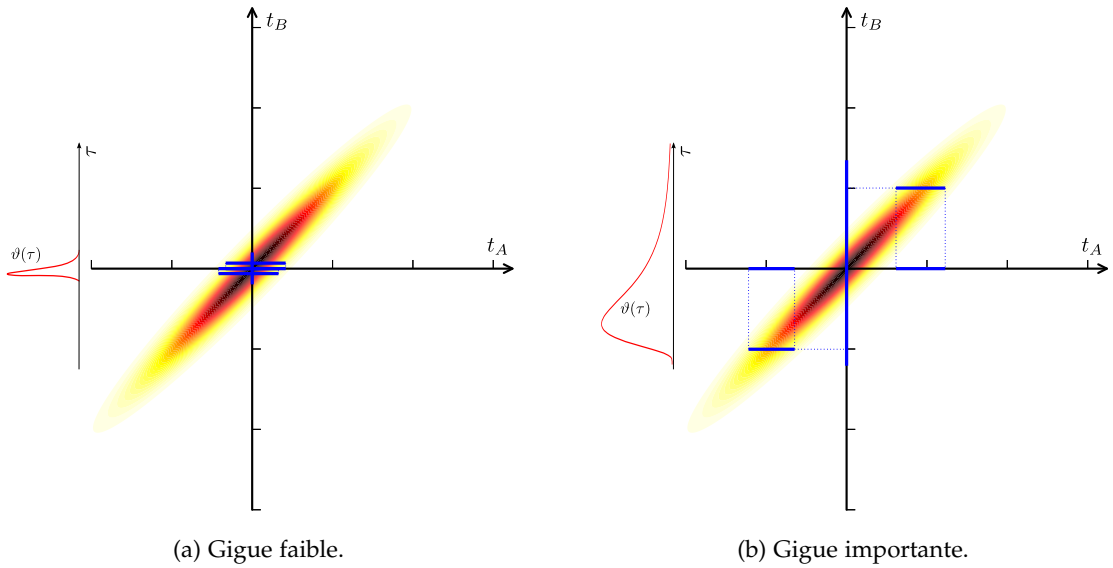 t_B
t_A
τ
ϑ(τ)
(a) Gigue faible.
t_B
t_A
τ
ϑ(τ)
(b) Gigue importante.